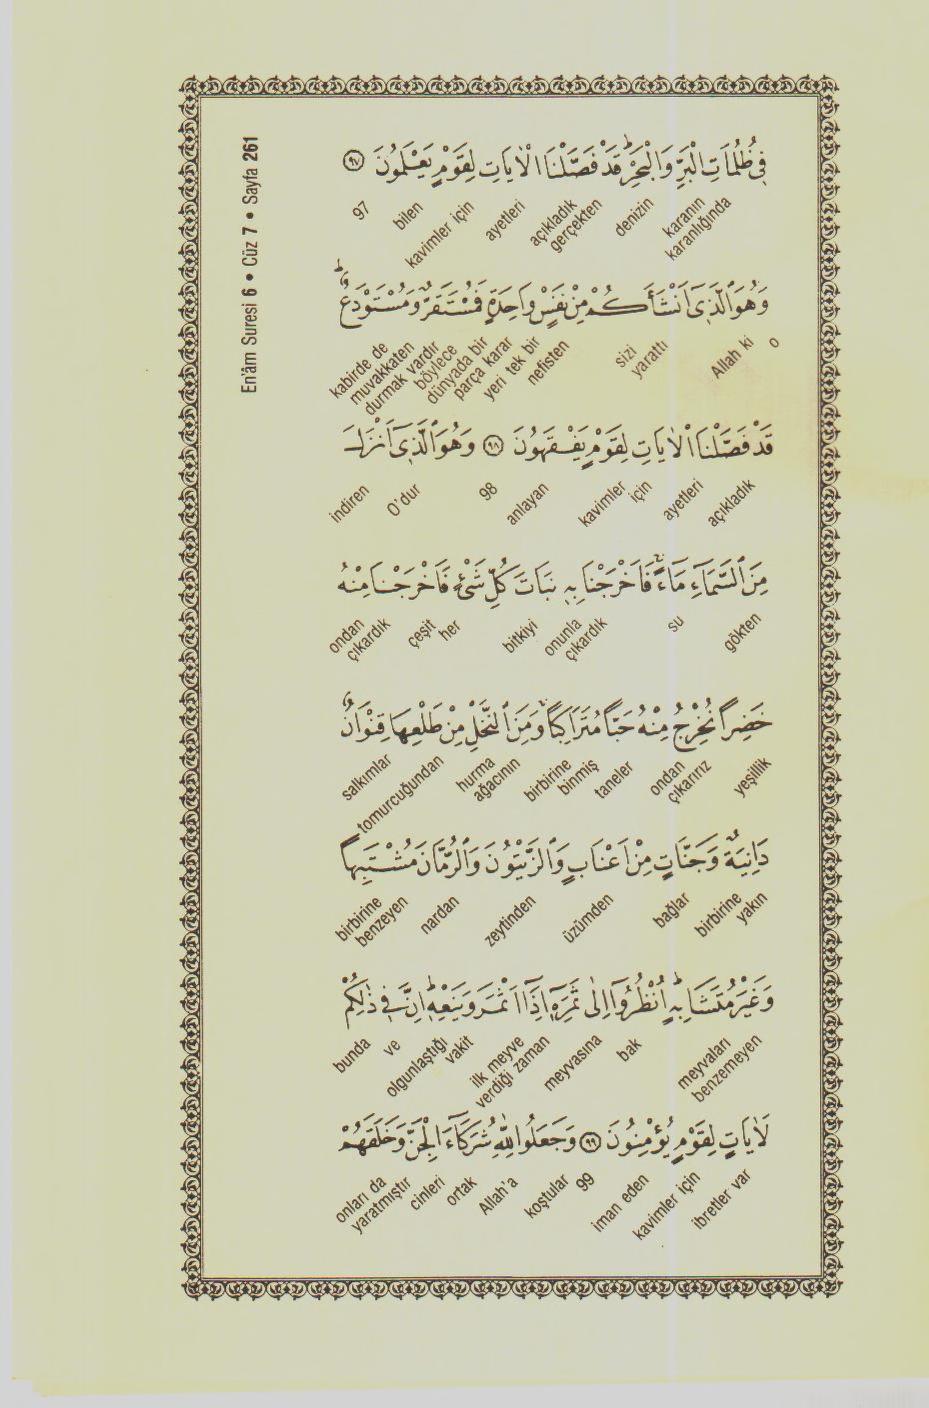 En'âm Suresi 6 • Cüz 7 • Sayfa 261
فِي ظُلُمَاتِ الْبَرِّ وَالْبَحْرِؕ قَدْ فَصَّلْنَا الْاٰيَاتِ لِقَوْمٍ يَعْلَمُونَ ﴿٩٧﴾
karanın karanlığında denizin gerçekten açıkladık ayetleri kavimler için bilen 97
وَهُوَ الَّذِٓي اَنْشَاَكُمْ مِنْ نَفْسٍ وَاحِدَةٍ فَمُسْتَقَرٌّ وَمُسْتَوْدَعٌؕ
o Allah ki yarattı sizi nefisten yeri tek bir parça karar dünyada bir böylece durmak vardır muvakkaten kabirde de
قَدْ فَصَّلْنَا الْاٰيَاتِ لِقَوْمٍ يَفْقَهُونَ ﴿٩٨﴾ وَهُوَ الَّذِٓي اَنْزَلَ
açıkladık ayetleri için kavimler anlayan 98 O'dur indiren
مِنَ السَّمَٓاءِ مَٓاءًۚ فَاَخْرَجْنَا بِهٖ نَبَاتَ كُلِّ شَيْءٍ فَاَخْرَجْنَا مِنْهُ
gökten su çıkardık onunla bitkiyi her çeşit çıkardık ondan
خَضِرًا نُخْرِجُ مِنْهُ حَبًّا مُتَرَاكِبًاۚ وَمِنَ النَّخْلِ مِنْ طَلْعِهَا قِنْوَانٌ
yeşillik çıkarırız ondan taneler birbirine binmiş hurma ağacının tomurcuğundan salkımlar
دَانِيَةٌۙ وَجَنَّاتٍ مِنْ اَعْنَابٍ وَالزَّيْتُونَ وَالرُّمَّانَ مُشْتَبِهًا
yakın birbirine bağlar üzümden zeytinden nardan birbirine benzeyen
وَغَيْرَ مُتَشَابِهٍؕ اُنْظُرُٓوا اِلٰى ثَمَرِهٖٓ اِذَٓا اَثْمَرَ وَيَنْعِهٖؕ اِنَّ فِي ذٰلِكُمْ
meyvaları benzemeyen bak meyvasına ilk meyve verdiği zaman olgunlaştığı vakit ve bunda
لَاٰيَاتٍ لِقَوْمٍ يُؤْمِنُونَ ﴿٩٩﴾ وَجَعَلُوا لِلّٰهِ شُرَكَٓاءَ الْجِنَّ وَخَلَقَهُمْ
ibretler var kavimler için iman eden 99 koştular Allah'a ortak cinleri onları da yaratmıştır